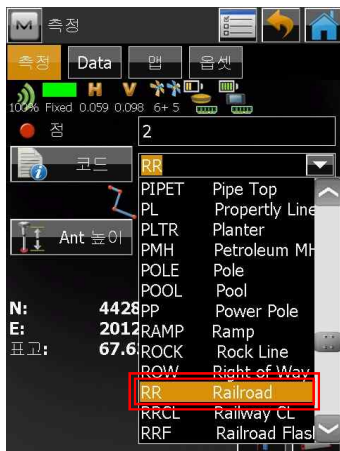 측정
측정 Data 맵 옵셋
100% Fixed 0.059 0.098 6+ 5
H V
점 2
코드 RR
Ant 높이
PIPET Pipe Top
PL Propertly Line
PLTR Planter
PMH Petroleum MH
POLE Pole
POOL Pool
PP Power Pole
RAMP Ramp
ROCK Rock Line
ROW Right of Way
RR Railroad
RRCL Railway CL
RRF Railroad Flas
N: 4428
E: 2012
표고: 67.6